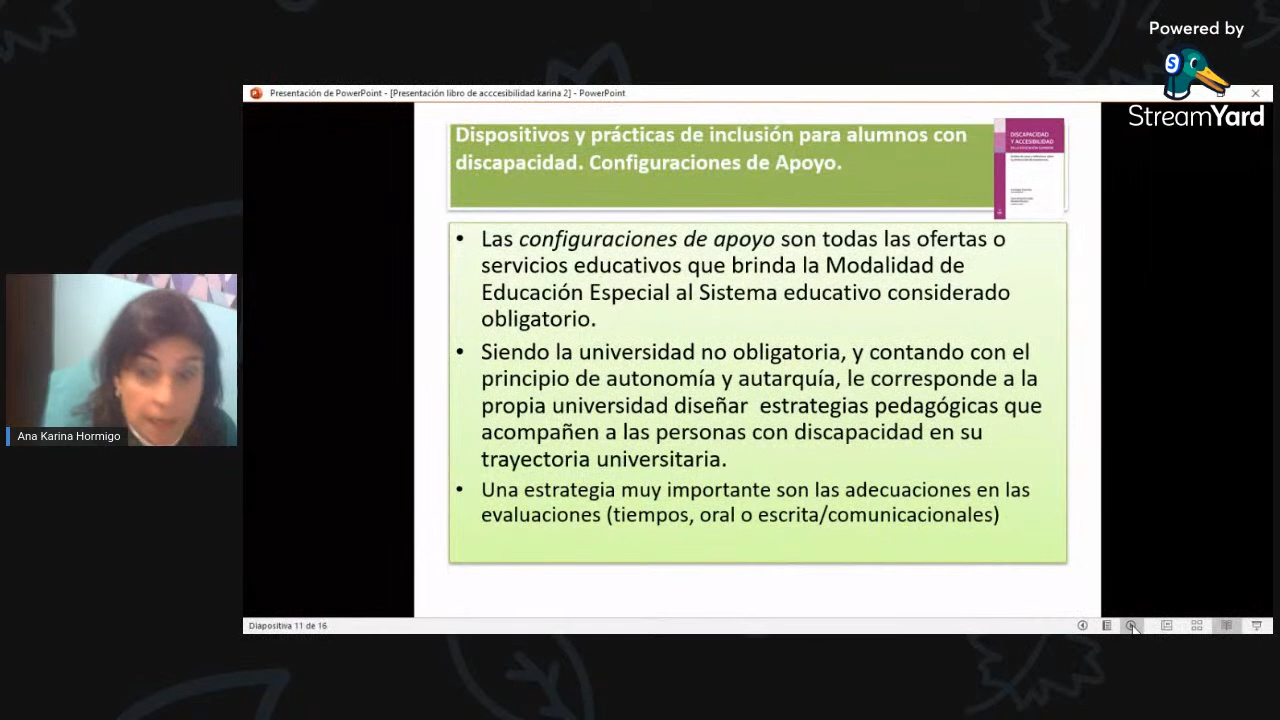 Powered by
StreamYard
Presentación de PowerPoint - [Presentación libro de acccesibilidad karina 2] - PowerPoint
Dispositivos y prácticas de inclusión para alumnos con
discapacidad. Configuraciones de Apoyo.
DISCAPACIDAD
Y ACCESIBILIDAD
• Las configuraciones de apoyo son todas las ofertas o
servicios educativos que brinda la Modalidad de
Educación Especial al Sistema educativo considerado
obligatorio.
• Siendo la universidad no obligatoria, y contando con el
principio de autonomía y autarquía, le corresponde a la
propia universidad diseñar  estrategias pedagógicas que
acompañen a las personas con discapacidad en su
trayectoria universitaria.
• Una estrategia muy importante son las adecuaciones en las
evaluaciones (tiempos, oral o escrita/comunicacionales)
Ana Karina Hormigo
Diapositiva 11 de 16